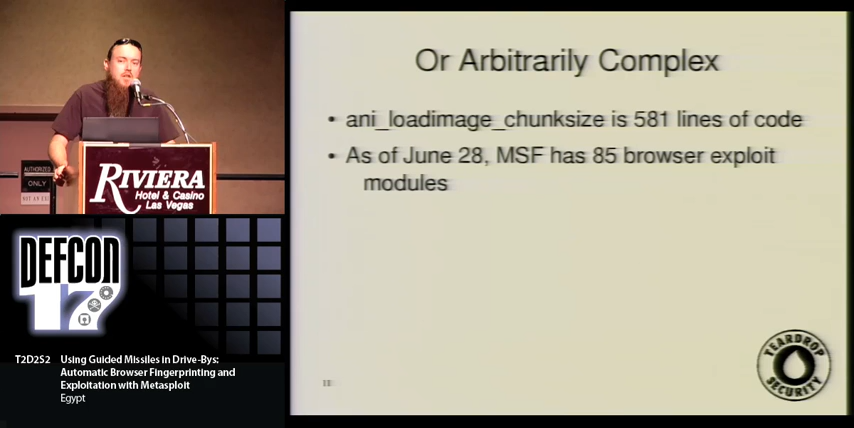 Or Arbitrarily Complex
• ani_loadimage_chunksize is 581 lines of code
• As of June 28, MSF has 85 browser exploit
modules
TEARDROP
SECURITY
AUTHORIZED
ONLY
RIVIERA
Hotel & Casino
Las Vegas
DEFCON
17
T2D2S2 Using Guided Missiles in Drive-Bys:
Automatic Browser Fingerprinting and
Exploitation with Metasploit
Egypt